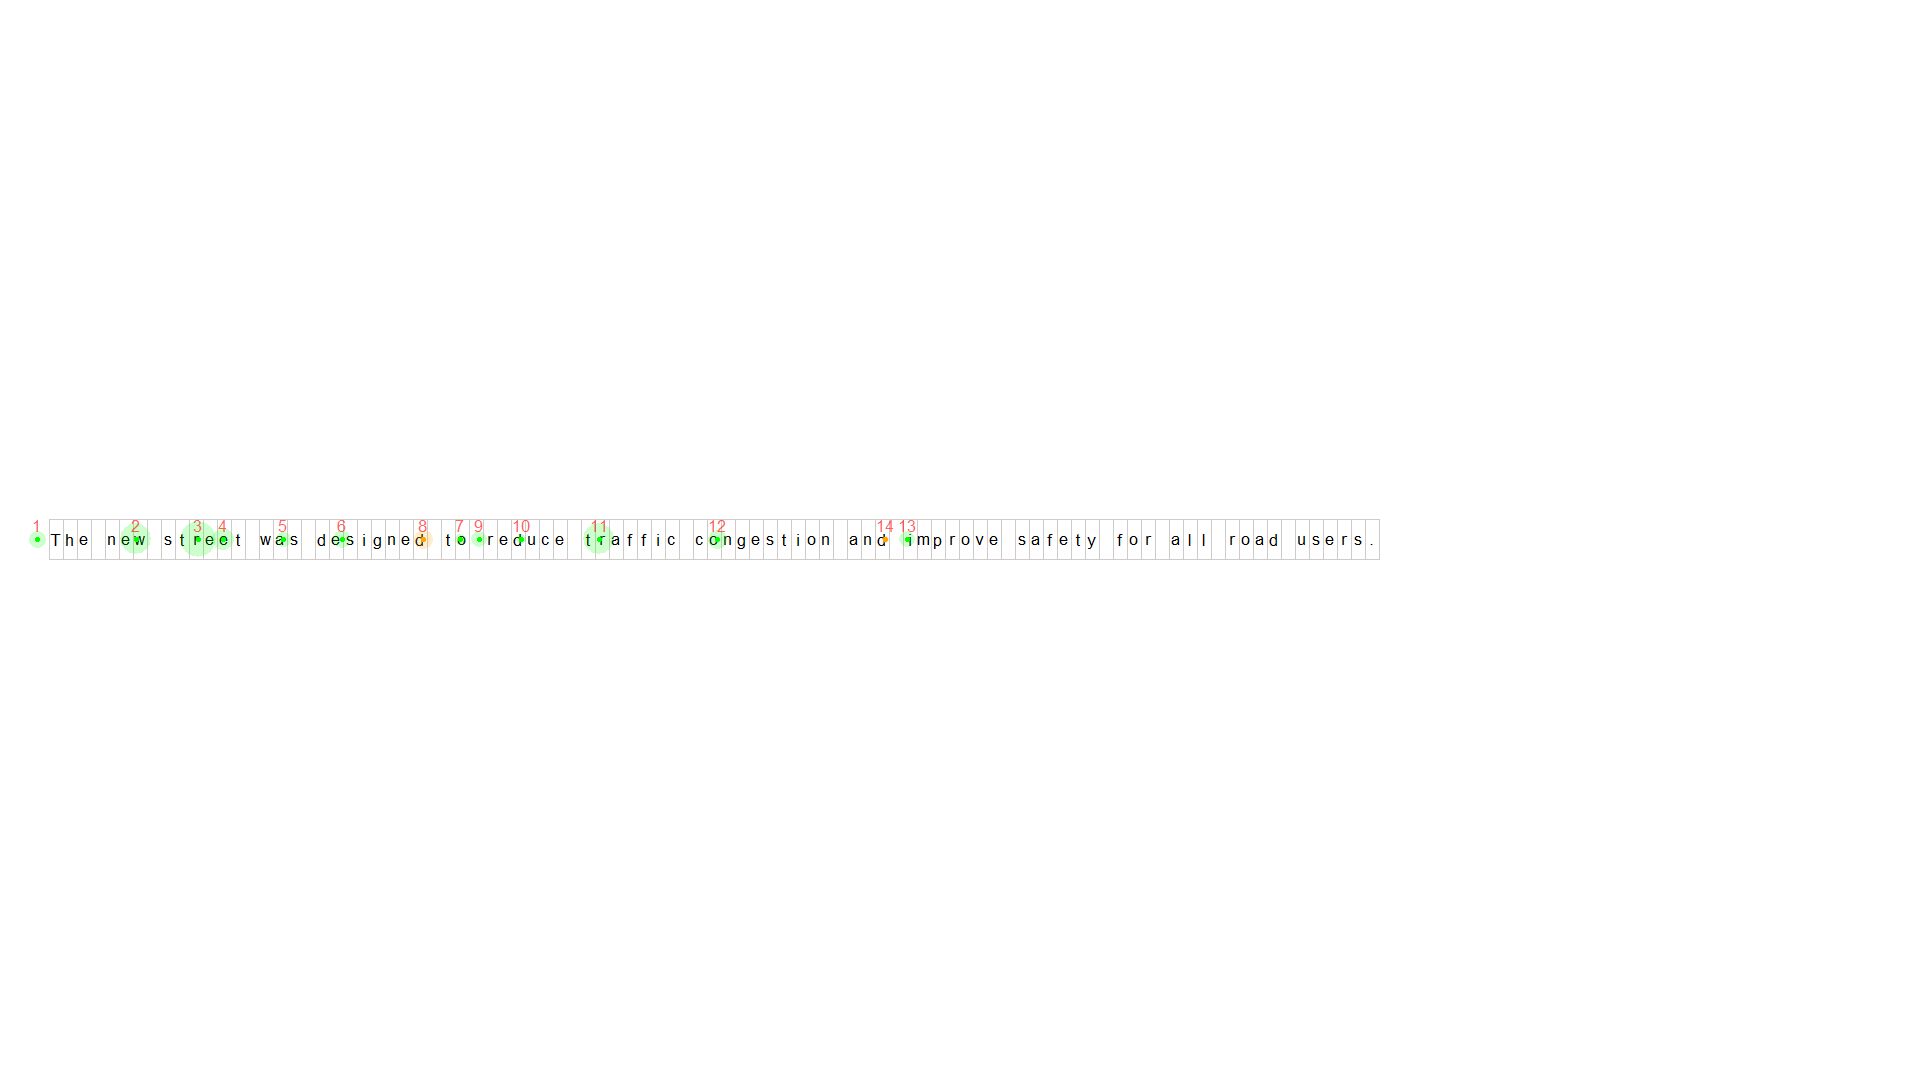 1 2 3 4 5 6 8 7 9 10 11 12 14 13
The new street was designed to reduce traffic congestion and improve safety for all road users.